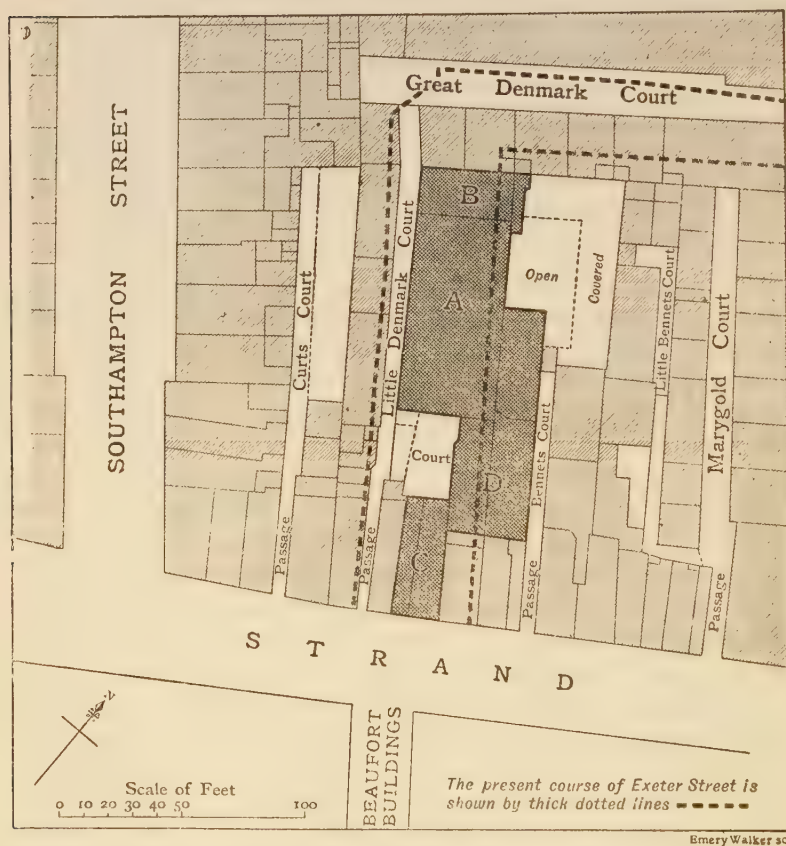 Great Denmark Court
SOUTHAMPTON STREET
B
A
D
C
Open
Covered
Curts Court
Little Denmark Court
Court
Bennets Court
Little Bennets Court
Marygold Court
Passage
Passage
Passage
Passage
STRAND
BEAUFORT
BUILDINGS
N
Scale of Feet
0 10 20 30 40 50 100
The present course of Exeter Street is
shown by thick dotted lines
Emery Walker sc